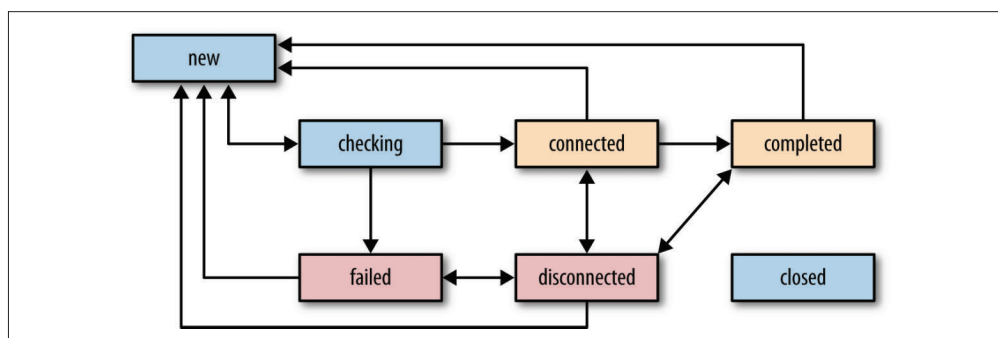 new
checking
connected
completed
failed
disconnected
closed